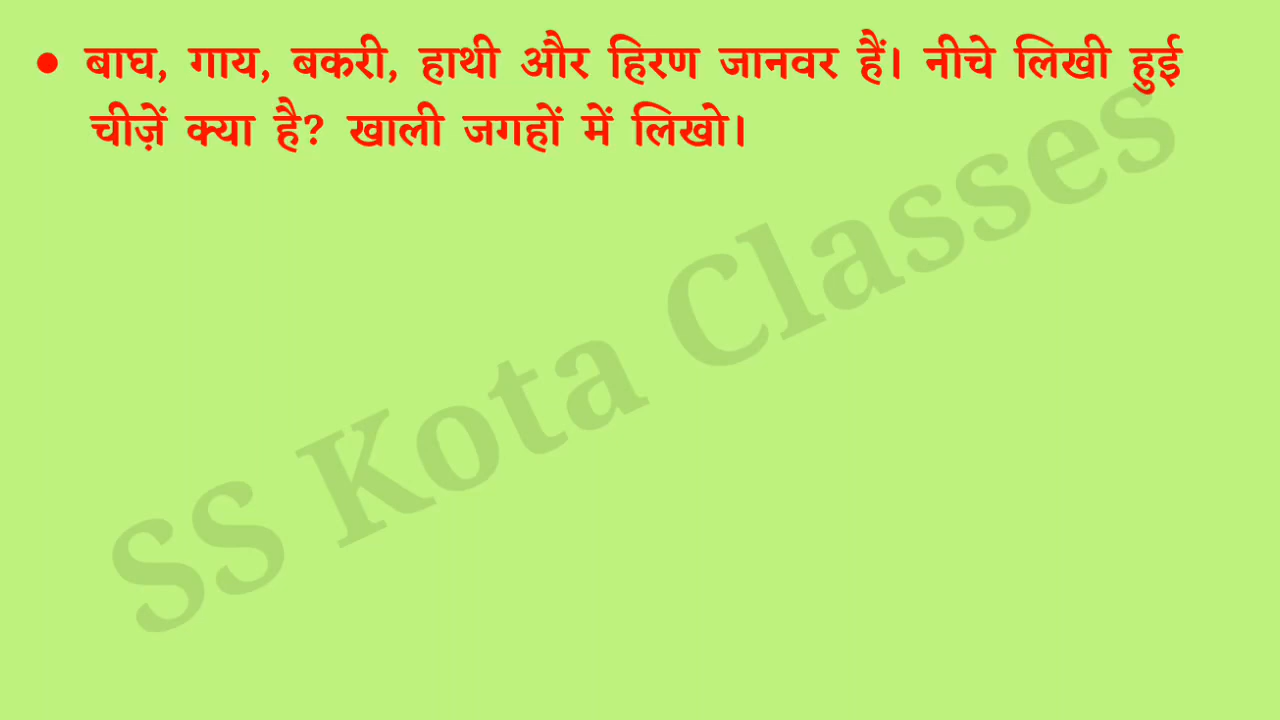 • बाघ, गाय, बकरी, हाथी और हिरण जानवर हैं। नीचे लिखी हुई
चीज़ें क्या है? खाली जगहों में लिखो।
SS Kota Classes